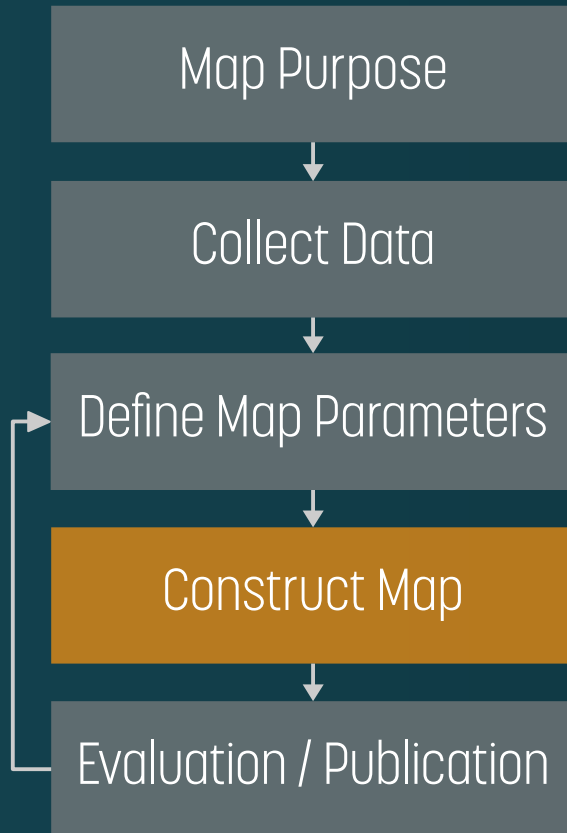 Map Purpose
Collect Data
Define Map Parameters
Construct Map
Evaluation / Publication